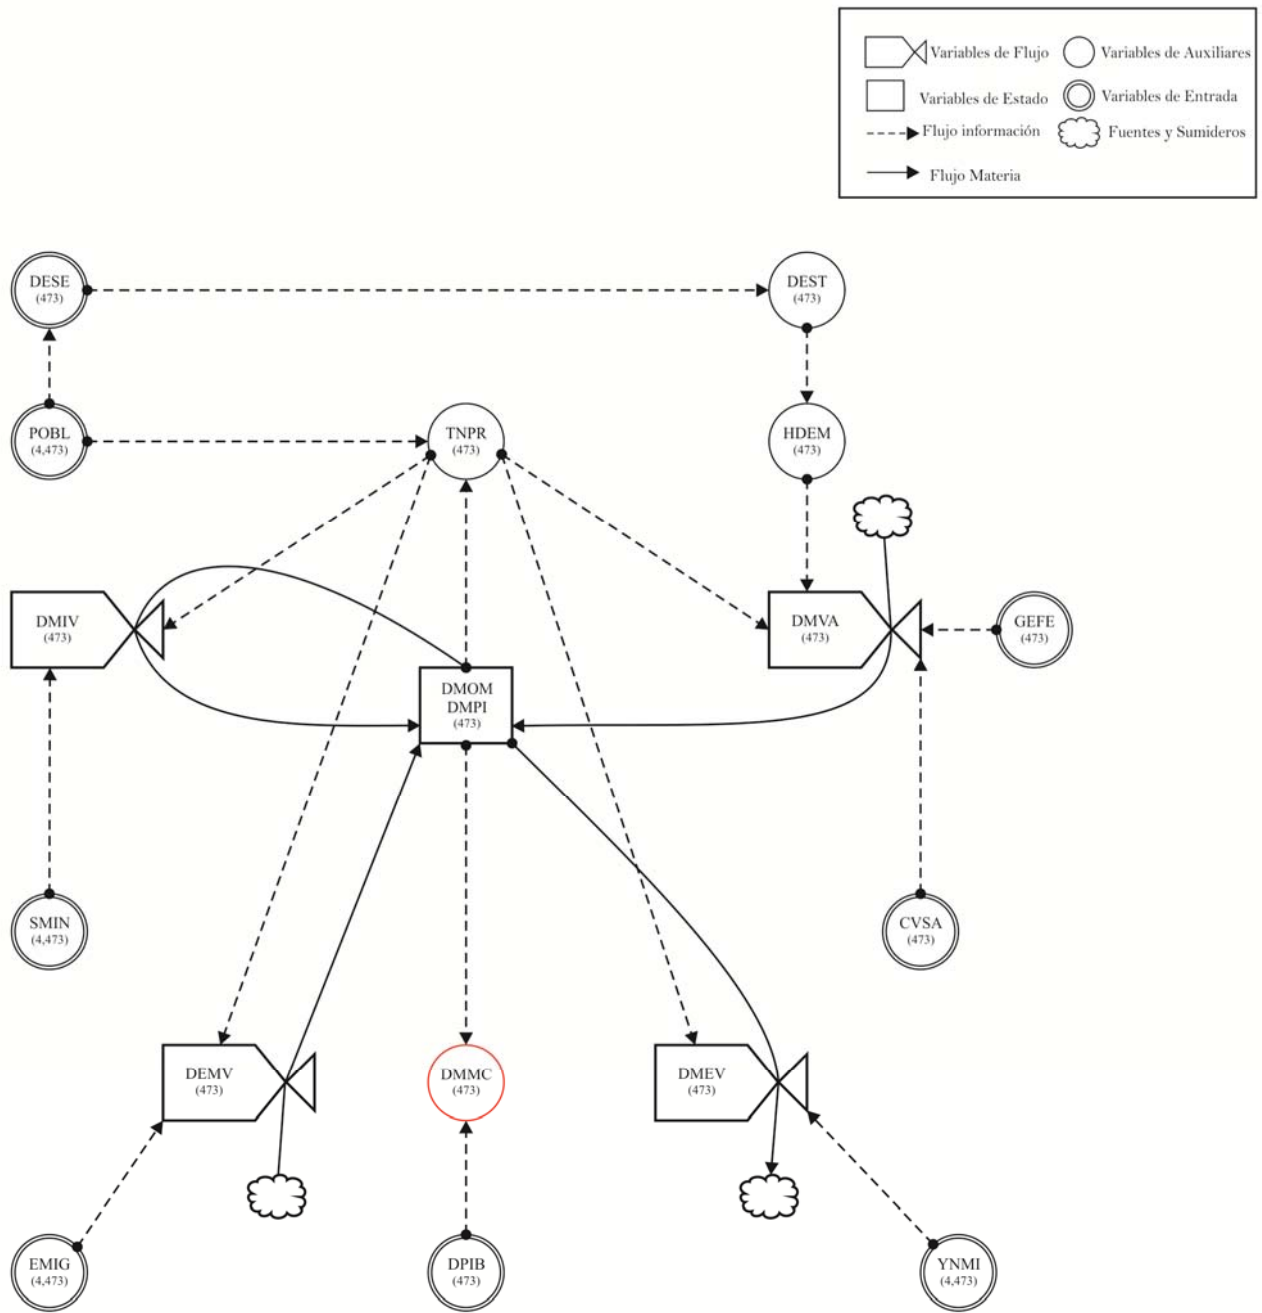 Variables de Flujo
Variables de Auxiliares
Variables de Estado
Variables de Entrada
Flujo información
Fuentes y Sumideros
Flujo Materia
DESE
(473)
DEST
(473)
POBL
(4,473)
TNPR
(473)
HDEM
(473)
DMIV
(473)
DMVA
(473)
GEFE
(473)
DMOM
DMPI
(473)
SMIN
(4,473)
CVSA
(473)
DEMV
(473)
DMMC
(473)
DMEV
(473)
EMIG
(4,473)
DPIB
(473)
YNMI
(4,473)